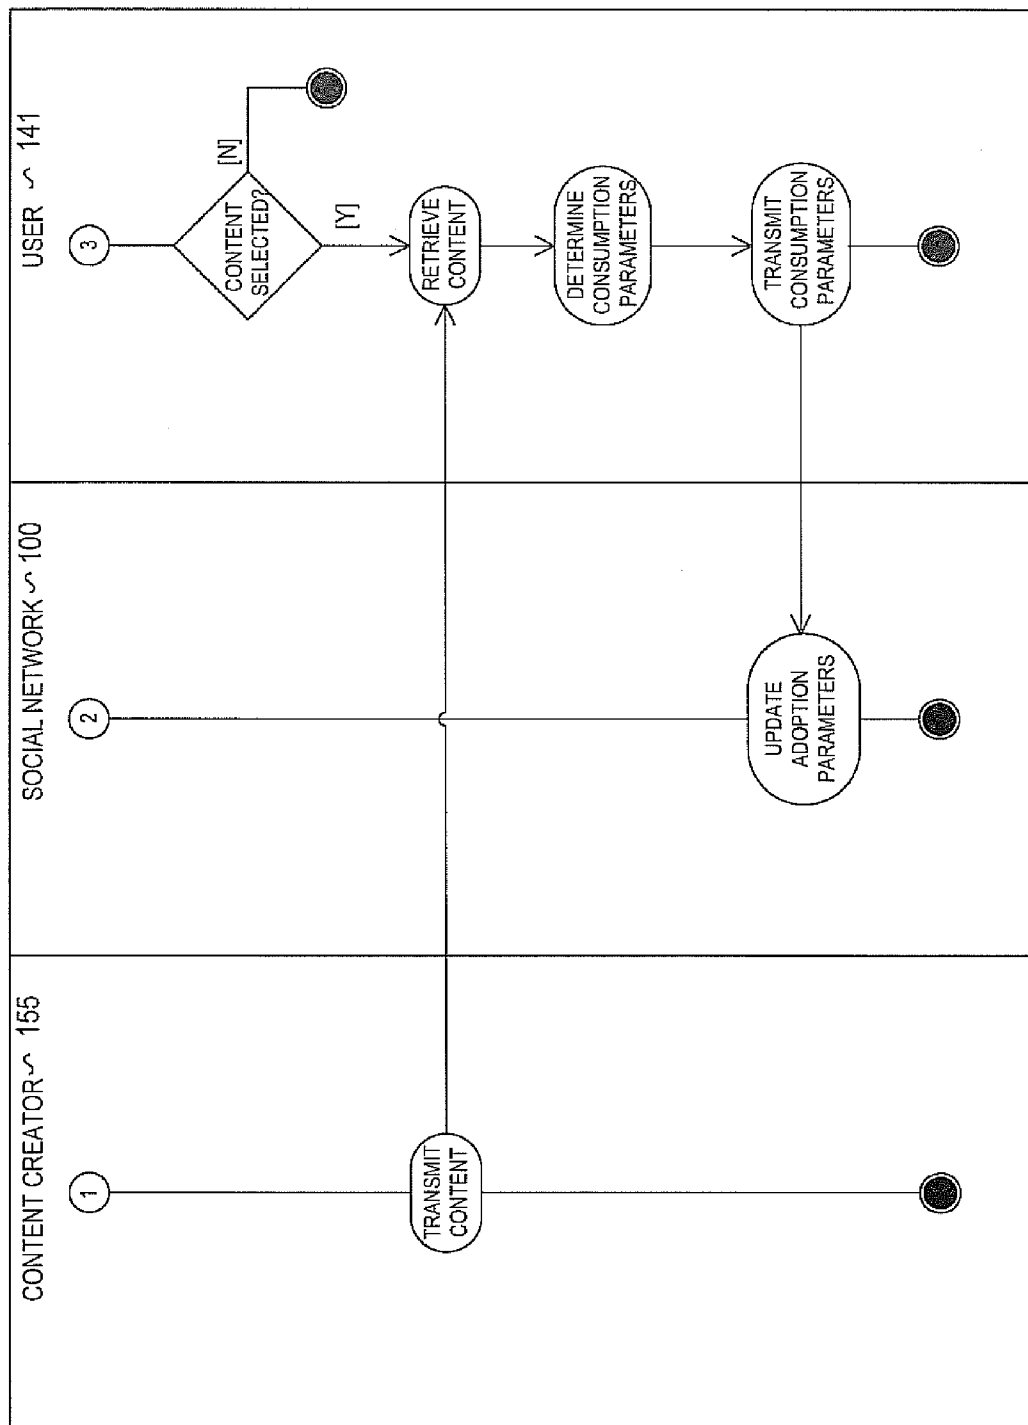 CONTENT CREATOR ~ 155
SOCIAL NETWORK ~ 100
USER ~ 141
1
2
3
CONTENT
SELECTED?
[N]
[Y]
TRANSMIT
CONTENT
RETRIEVE
CONTENT
DETERMINE
CONSUMPTION
PARAMETERS
UPDATE
ADOPTION
PARAMETERS
TRANSMIT
CONSUMPTION
PARAMETERS